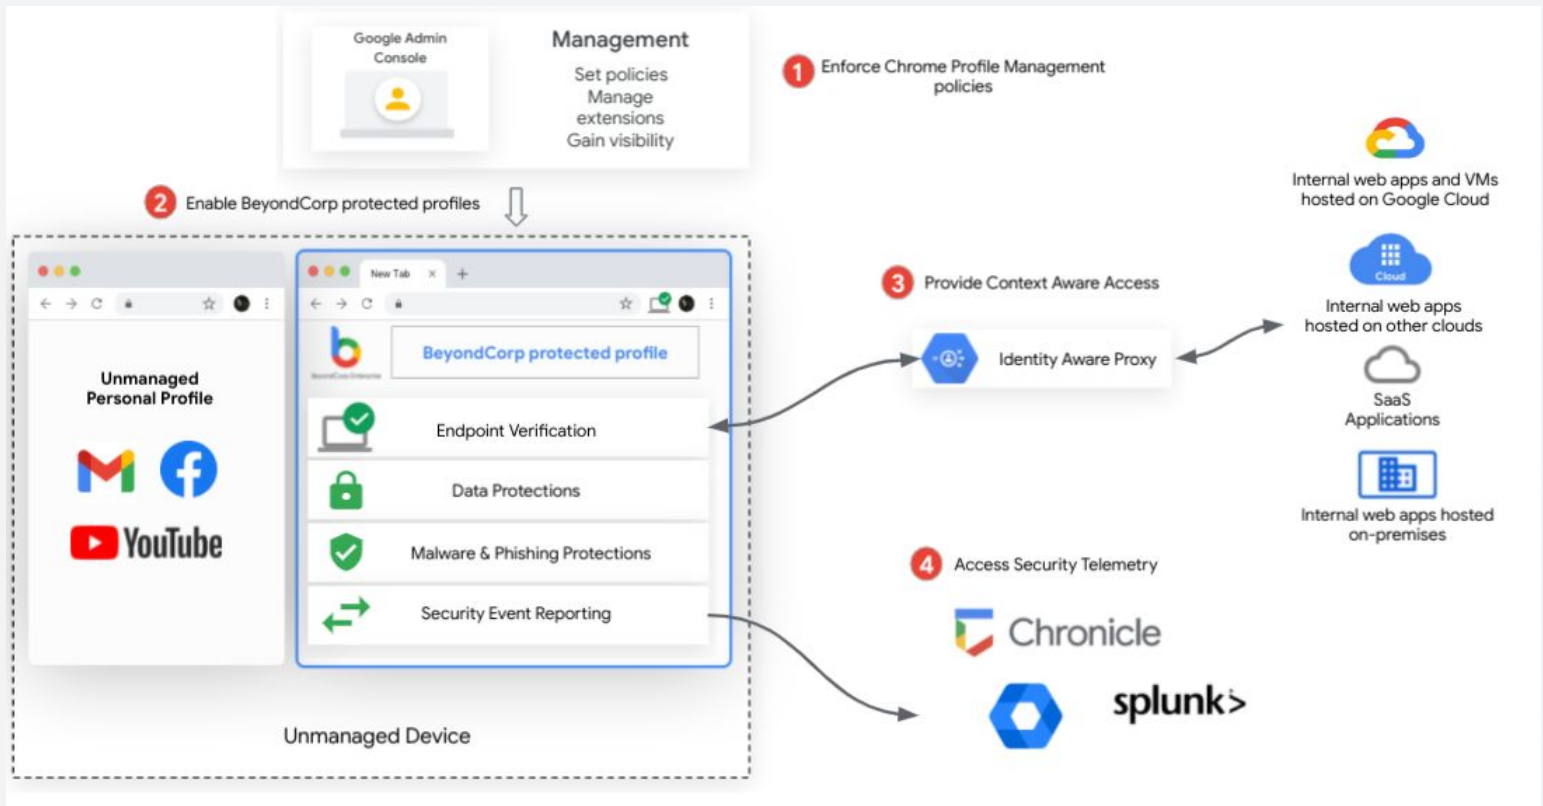 Google Admin
Console
Management
Set policies
Manage
extensions
Gain visibility
1 Enforce Chrome Profile Management
policies
2 Enable BeyondCorp protected profiles
Unmanaged
Personal Profile
YouTube
New Tab × +
b
BeyondCorp Enterprise
BeyondCorp protected profile
Endpoint Verification
Data Protections
Malware & Phishing Protections
Security Event Reporting
Unmanaged Device
3 Provide Context Aware Access
Identity Aware Proxy
Internal web apps and VMs
hosted on Google Cloud
Cloud
Internal web apps
hosted on other clouds
SaaS
Applications
Internal web apps hosted
on-premises
4 Access Security Telemetry
Chronicle
splunk>